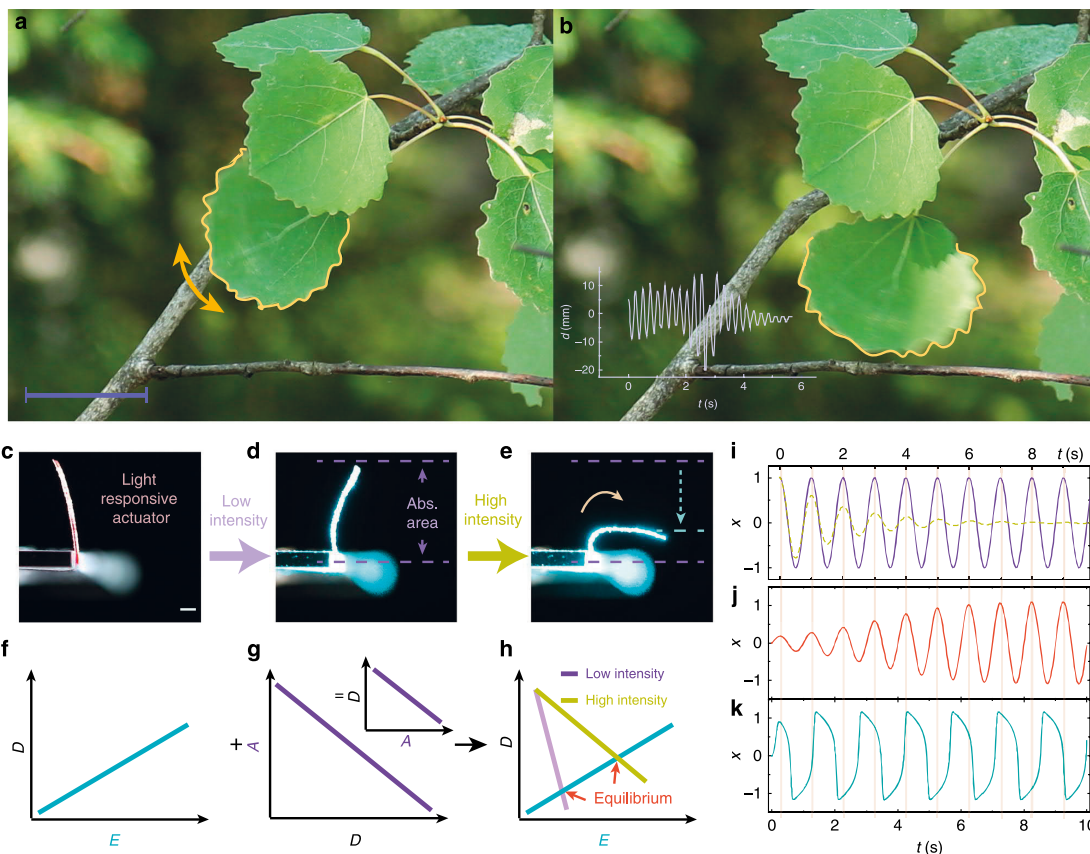 a
b
d (mm)
10
0
−10
−20
0
2
4
6
t (s)
c
Light
responsive
actuator
Low
intensity
d
Abs.
area
High
intensity
e
f
D
E
+
g
A
D
=
D
A
h
Low intensity
High intensity
D
Equilibrium
E
i
0
2
4
6
8
t (s)
x
1
0
−1
j
x
1
0
−1
k
x
1
0
−1
0
2
4
6
8
10
t (s)